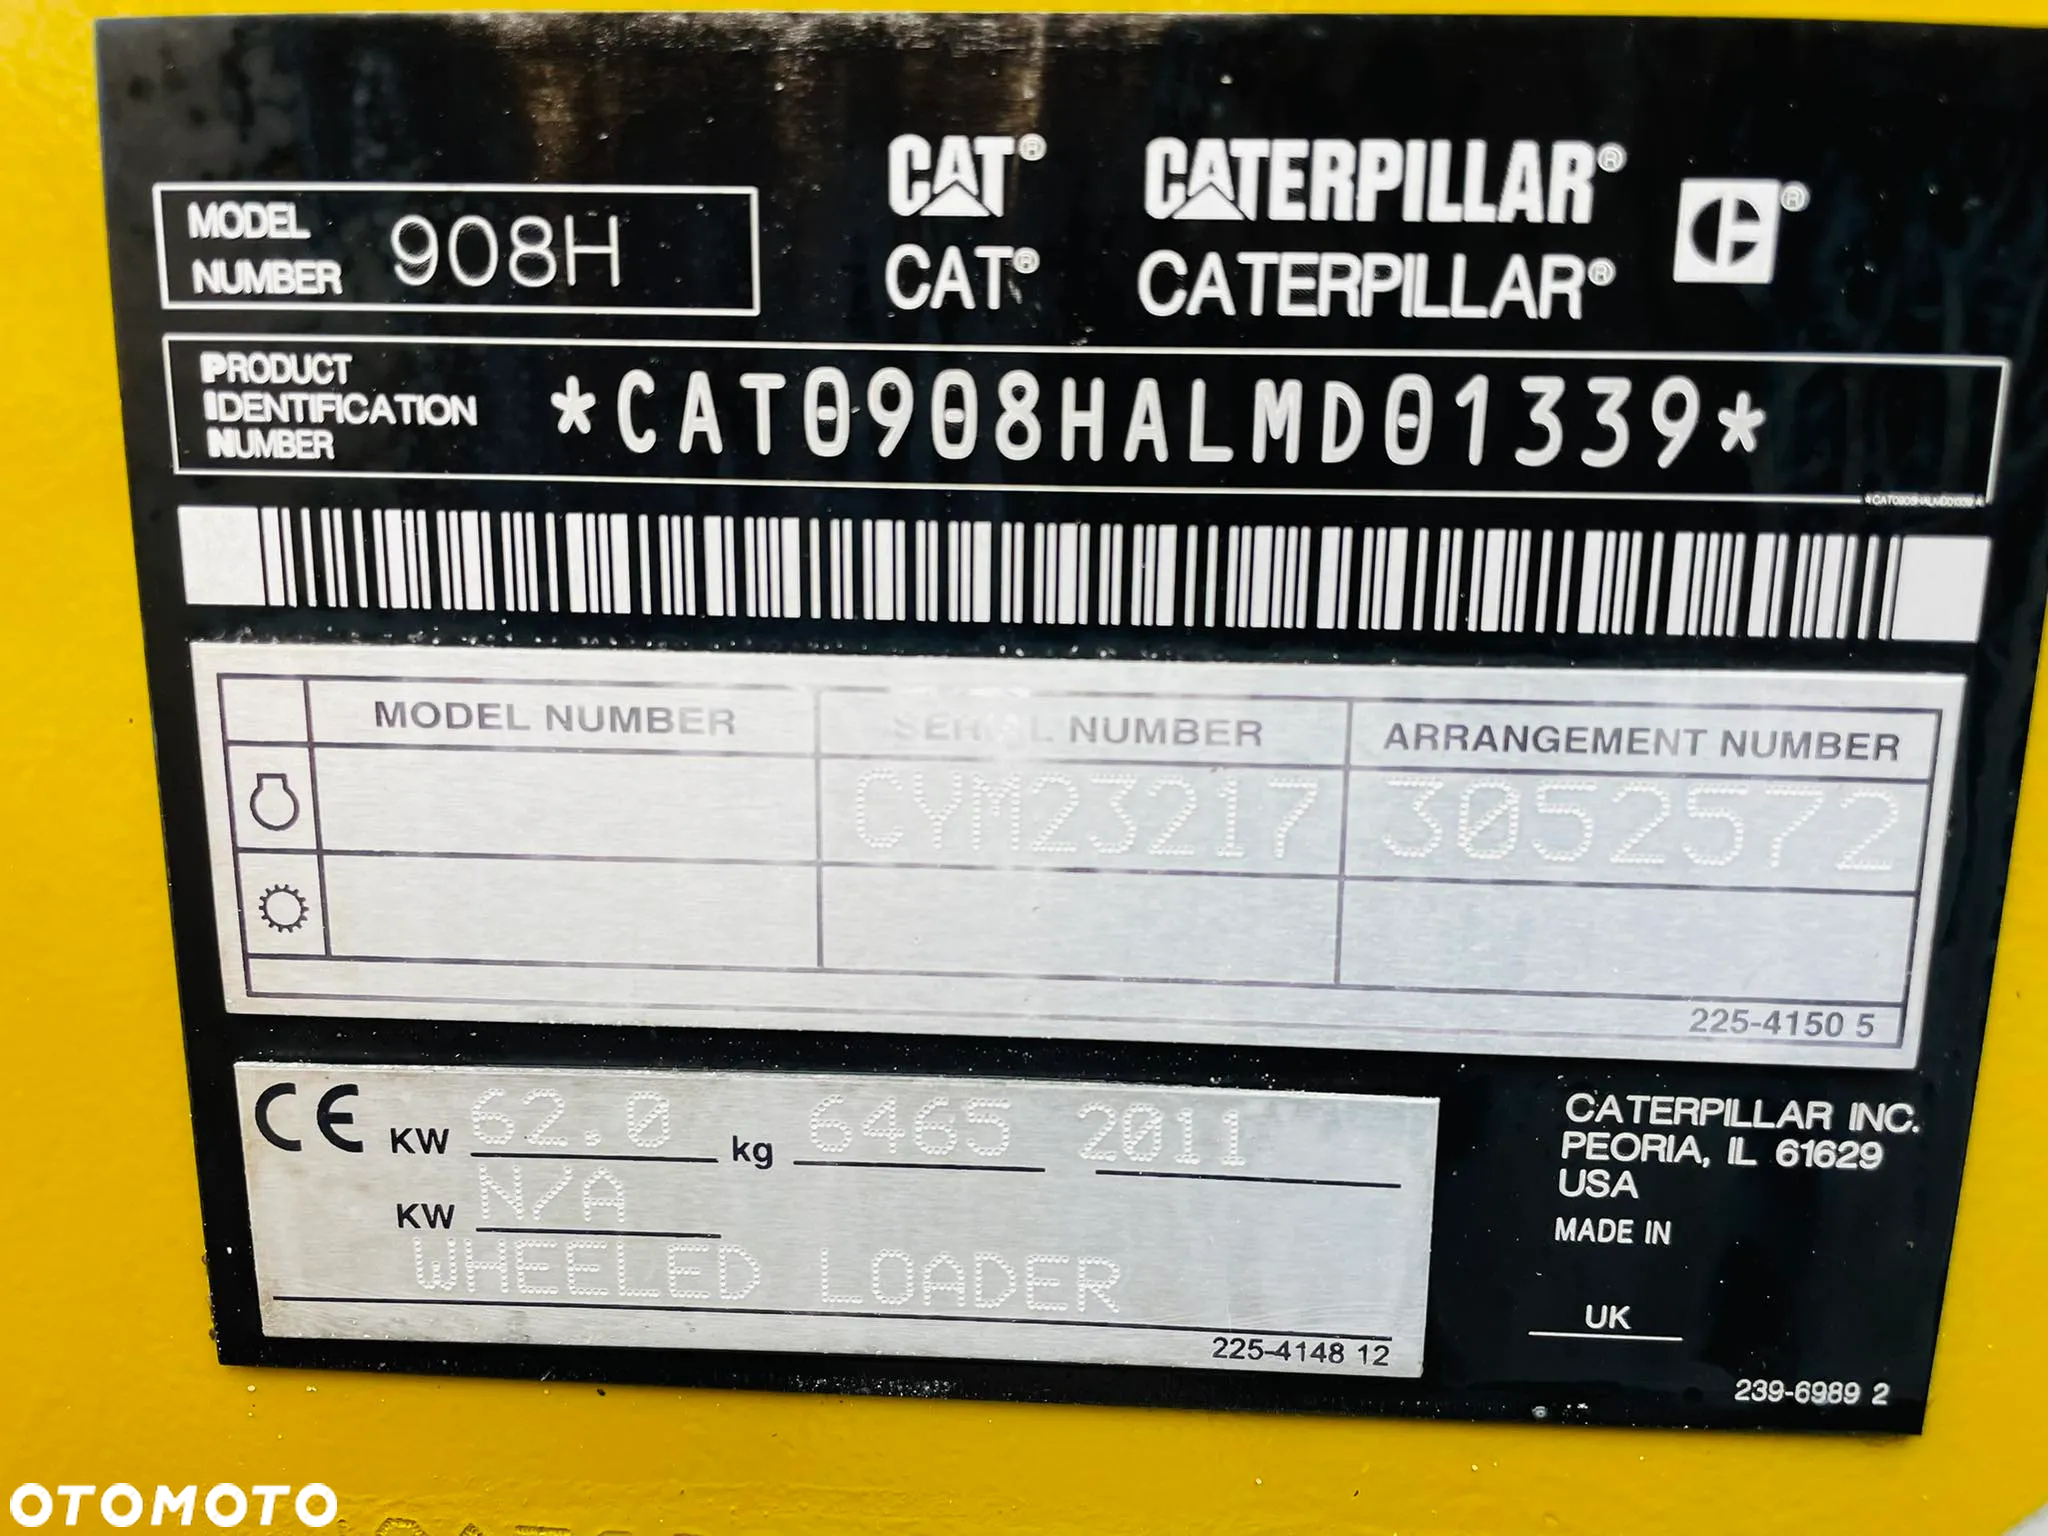 CAT® CATERPILLAR® ®
MODEL NUMBER 908H
CAT® CATERPILLAR®
PRODUCT IDENTIFICATION NUMBER *CAT0908HALMD01339*
MODEL NUMBER SERIAL NUMBER ARRANGEMENT NUMBER
CYM23217 3052572
225-4150 5
CE KW 62.0 kg 6465 2011
KW N/A
WHEELED LOADER
225-4148 12
CATERPILLAR INC.
PEORIA, IL 61629
USA
MADE IN
UK
239-6989 2
OTOMOTO